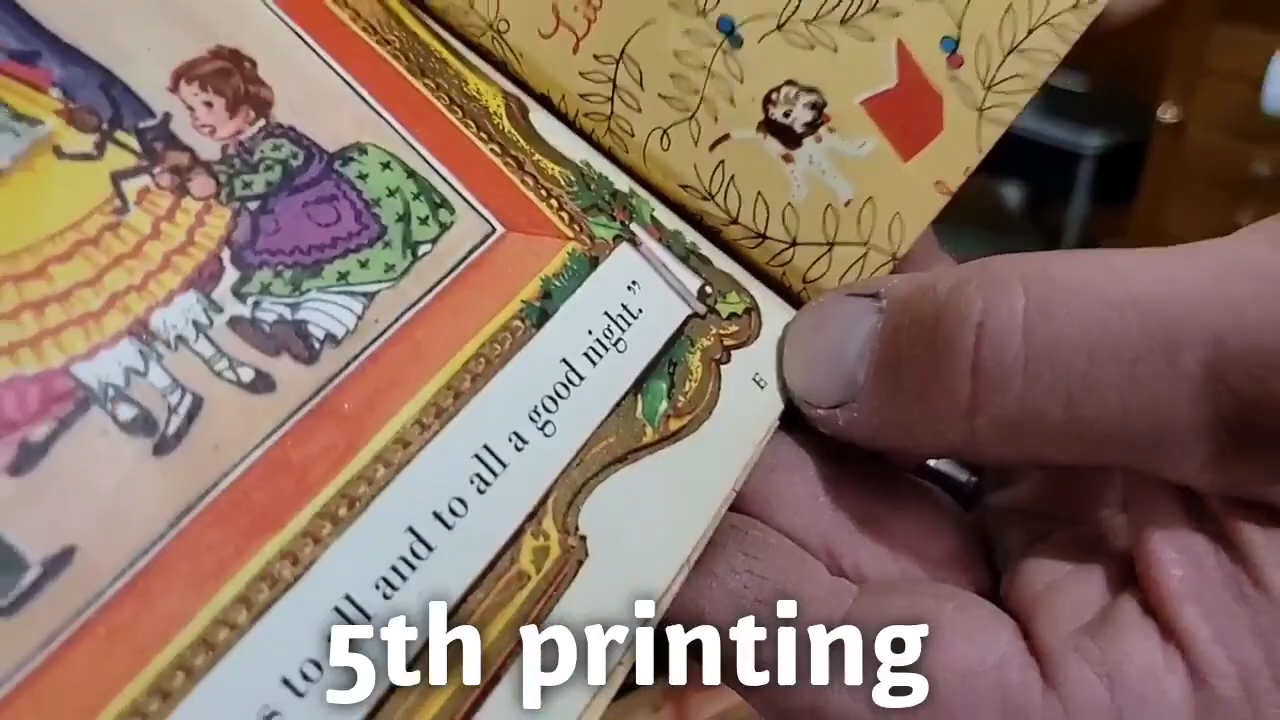 s to all and to all a good night.”
E
5th printing